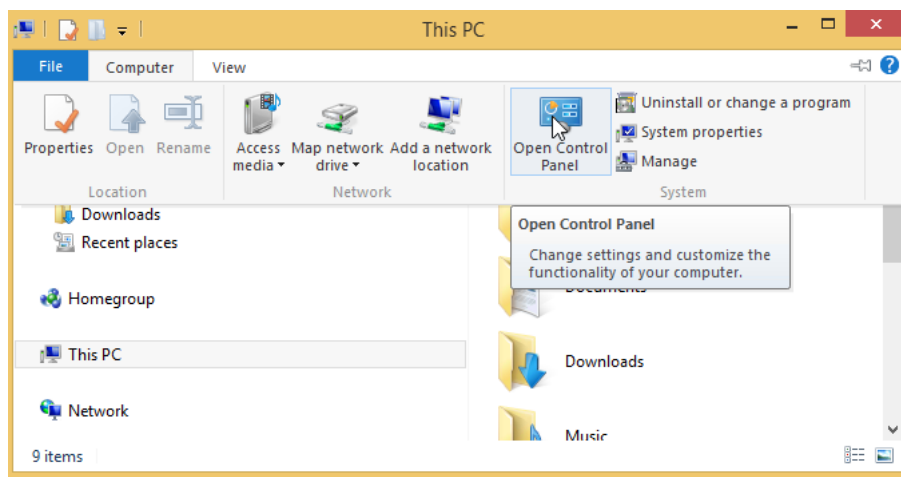 This PC
File Computer View
Properties Open Rename
Location
Access media
Map network drive
Add a network location
Network
Open Control Panel
Uninstall or change a program
System properties
Manage
System
Downloads
Recent places
Homegroup
This PC
Network
Open Control Panel
Change settings and customize the
functionality of your computer.
Documents
Downloads
Music
9 items